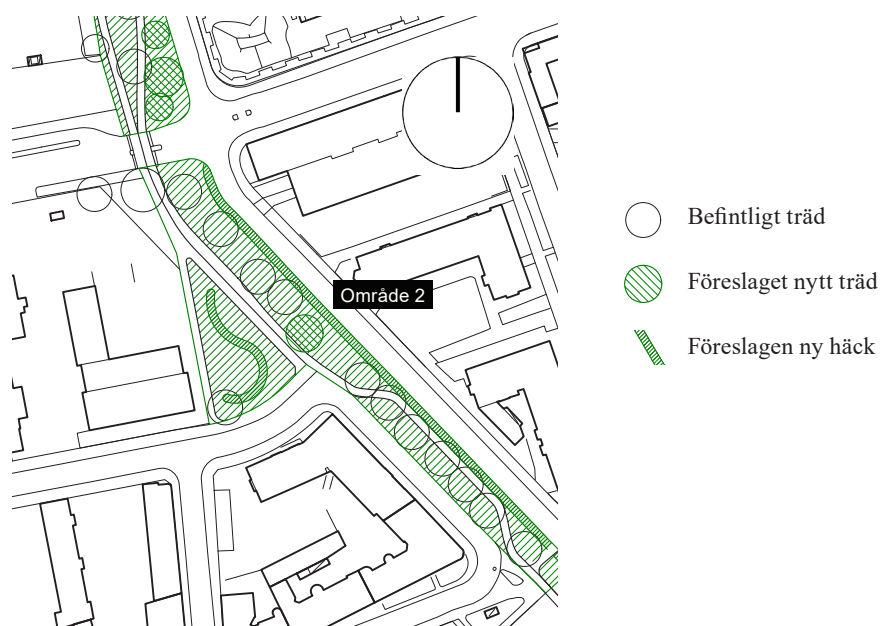 Område 2
Befintligt träd
Föreslaget nytt träd
Föreslagen ny häck